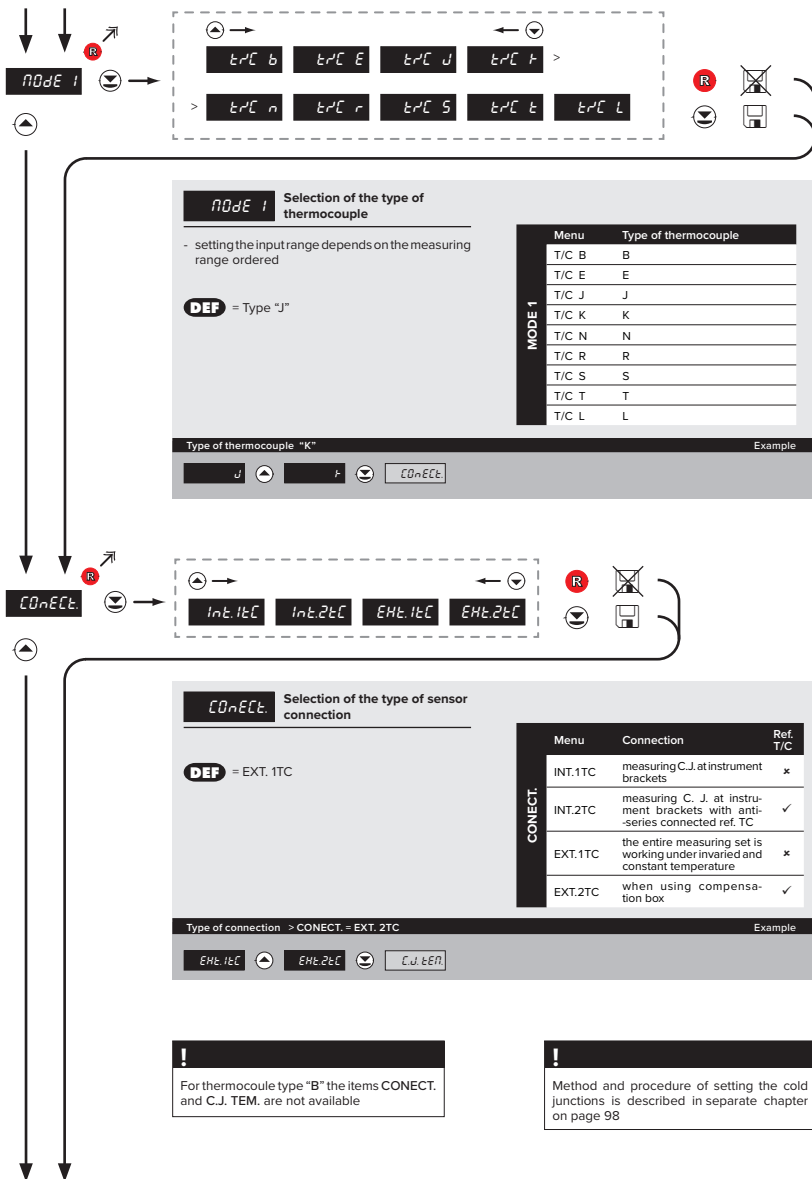 R
MODE 1
T/C B T/C E T/C J T/C K >
> T/C N T/C R T/C S T/C T T/C L
R
MODE 1
Selection of the type of
thermocouple
- setting the input range depends on the measuring
range ordered
DEF = Type “J”
MODE 1
Menu Type of thermocouple
T/C B B
T/C E E
T/C J J
T/C K K
T/C N N
T/C R R
T/C S S
T/C T T
T/C L L
Type of thermocouple “K” Example
J K CONECT.
R
CONECT.
INT.1TC INT.2TC EXT.1TC EXT.2TC
R
CONECT.
Selection of the type of sensor
connection
DEF = EXT. 1TC
CONECT.
Menu Connection Ref.
T/C
INT.1TC measuring C.J. at instrument
brackets ×
INT.2TC measuring C. J. at instru-
ment brackets with anti-
-series connected ref. TC ✓
EXT.1TC the entire measuring set is
working under invaried and
constant temperature ×
EXT.2TC when using compensa-
tion box ✓
Type of connection > CONECT. = EXT. 2TC Example
EXT.1TC EXT.2TC C.J. TEM.
!
For thermocoule type “B” the items CONECT.
and C.J. TEM. are not available
!
Method and procedure of setting the cold
junctions is described in separate chapter
on page 98